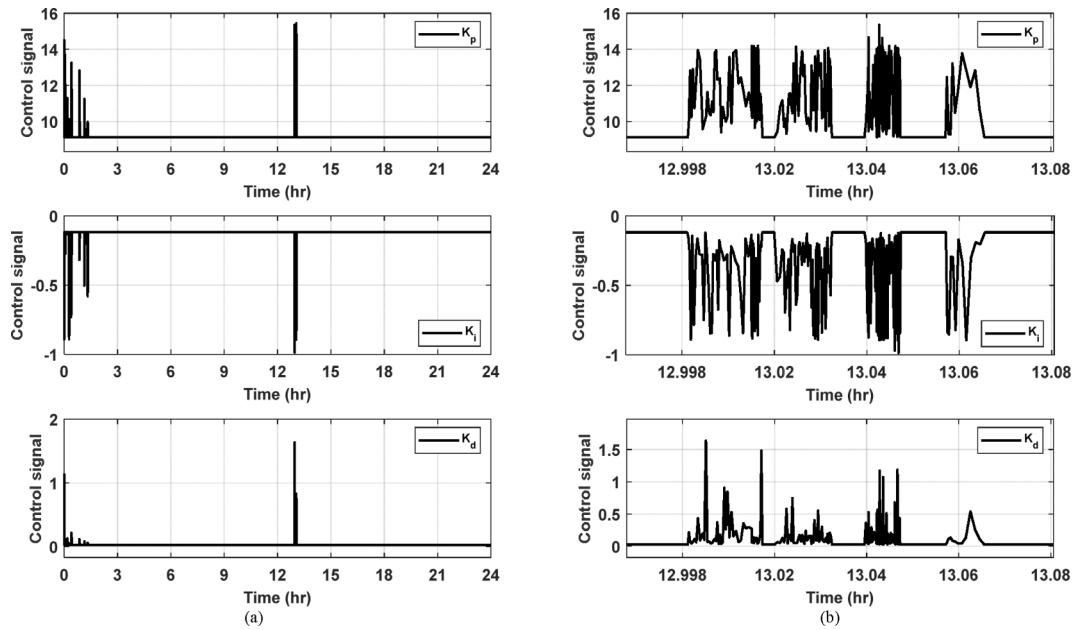 16
14
12
10
Control signal
K_p
0 3 6 9 12 15 18 21 24
Time (hr)
0
-0.5
-1
Control signal
K_i
0 3 6 9 12 15 18 21 24
Time (hr)
2
1
0
Control signal
K_d
0 3 6 9 12 15 18 21 24
Time (hr)
(a)
16
14
12
10
Control signal
K_p
12.998 13.02 13.04 13.06 13.08
Time (hr)
0
-0.5
-1
Control signal
K_i
12.998 13.02 13.04 13.06 13.08
Time (hr)
1.5
1
0.5
0
Control signal
K_d
12.998 13.02 13.04 13.06 13.08
Time (hr)
(b)